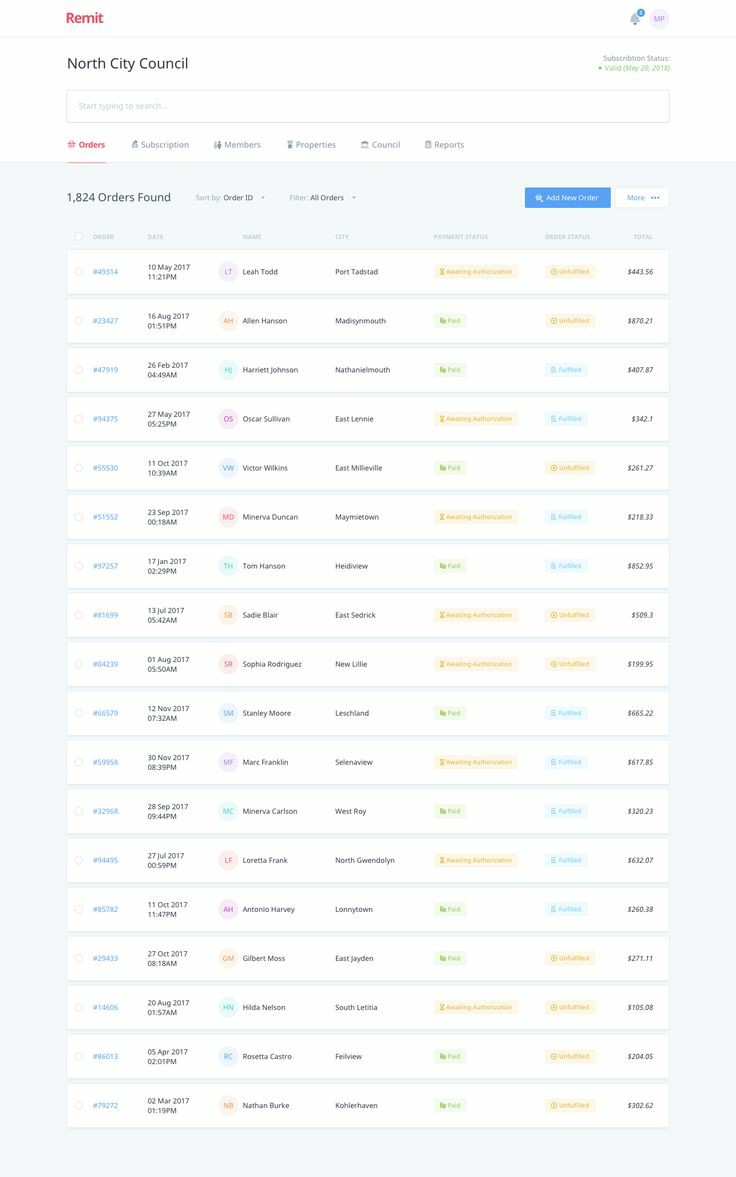 Remit
2
MP
North City Council
Subscribtion Status:
Valid (May 20, 2018)
Start typing to search...
Orders Subscription Members Properties Council Reports
1,824 Orders Found Sort by: Order ID Filter: All Orders Add New Order More
ORDER DATE NAME CITY PAYMENT STATUS ORDER STATUS TOTAL
#49314 10 May 2017 11:21PM LT Leah Todd Port Tadstad Awaiting Authorization Unfulfilled $443.56
#23427 16 Aug 2017 01:51PM AH Allen Hanson Madisynmouth Paid Unfulfilled $870.21
#47919 26 Feb 2017 04:49AM HJ Harriett Johnson Nathanielmouth Paid Fulfilled $407.87
#94375 27 May 2017 05:25PM OS Oscar Sullivan East Lennie Awaiting Authorization Fulfilled $342.1
#55530 11 Oct 2017 10:39AM VW Victor Wilkins East Millieville Paid Unfulfilled $261.27
#51552 23 Sep 2017 00:18AM MD Minerva Duncan Maymietown Awaiting Authorization Fulfilled $218.33
#97257 17 Jan 2017 02:29PM TH Tom Hanson Heidiview Paid Fulfilled $852.95
#81699 13 Jul 2017 05:42AM SB Sadie Blair East Sedrick Awaiting Authorization Unfulfilled $509.3
#04239 01 Aug 2017 05:50AM SR Sophia Rodriguez New Lillie Awaiting Authorization Unfulfilled $199.95
#66579 12 Nov 2017 07:32AM SM Stanley Moore Leschland Paid Fulfilled $665.22
#59958 30 Nov 2017 08:39PM MF Marc Franklin Selenaview Awaiting Authorization Fulfilled $617.85
#32968 28 Sep 2017 09:44PM MC Minerva Carlson West Roy Paid Fulfilled $320.23
#94495 27 Jul 2017 00:59PM LF Loretta Frank North Gwendolyn Awaiting Authorization Fulfilled $632.07
#85782 11 Oct 2017 11:47PM AH Antonio Harvey Lonnytown Paid Fulfilled $260.38
#29433 27 Oct 2017 08:18AM GM Gilbert Moss East Jayden Paid Unfulfilled $271.11
#14606 20 Aug 2017 01:57AM HN Hilda Nelson South Letitia Awaiting Authorization Unfulfilled $105.08
#86013 05 Apr 2017 02:01PM RC Rosetta Castro Feilview Paid Unfulfilled $204.05
#79272 02 Mar 2017 01:19PM NB Nathan Burke Kohlerhaven Paid Unfulfilled $302.62